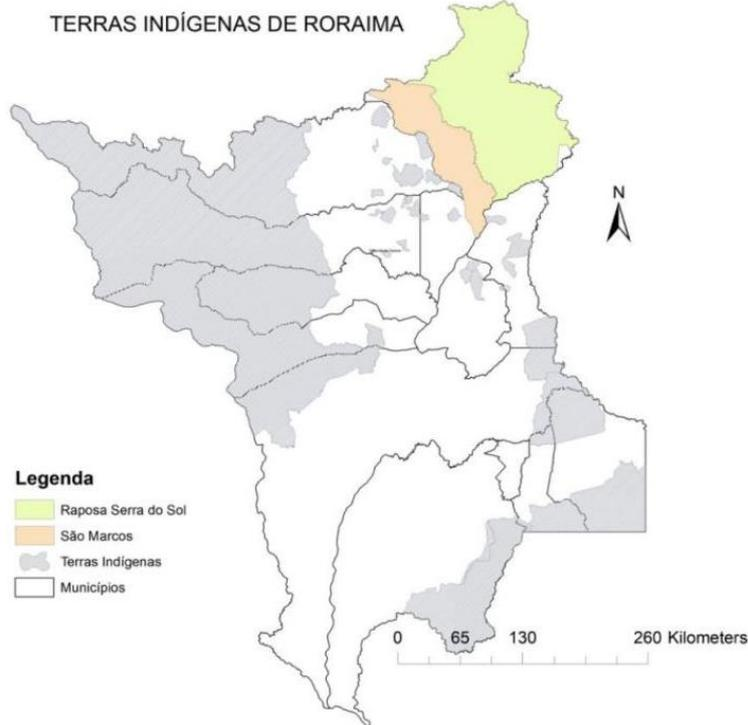 TERRAS INDÍGENAS DE RORAIMA
N
Legenda
Raposa Serra do Sol
São Marcos
Terras Indígenas
Municípios
0 65 130 260 Kilometers